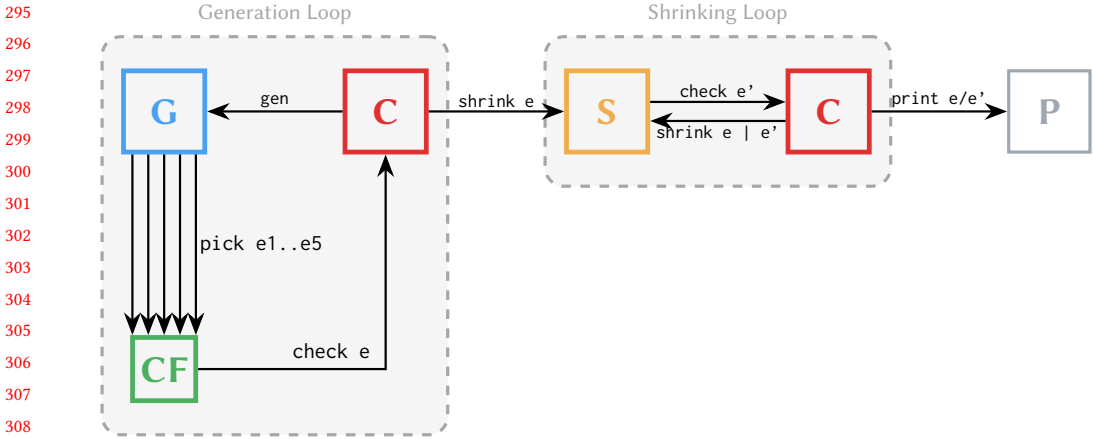 295
Generation Loop
Shrinking Loop
296
297
298
G
gen
C
shrink e
S
check e’
shrink e | e’
C
print e/e’
P
299
300
301
302
pick e1..e5
303
304
305
306
CF
check e
307
308